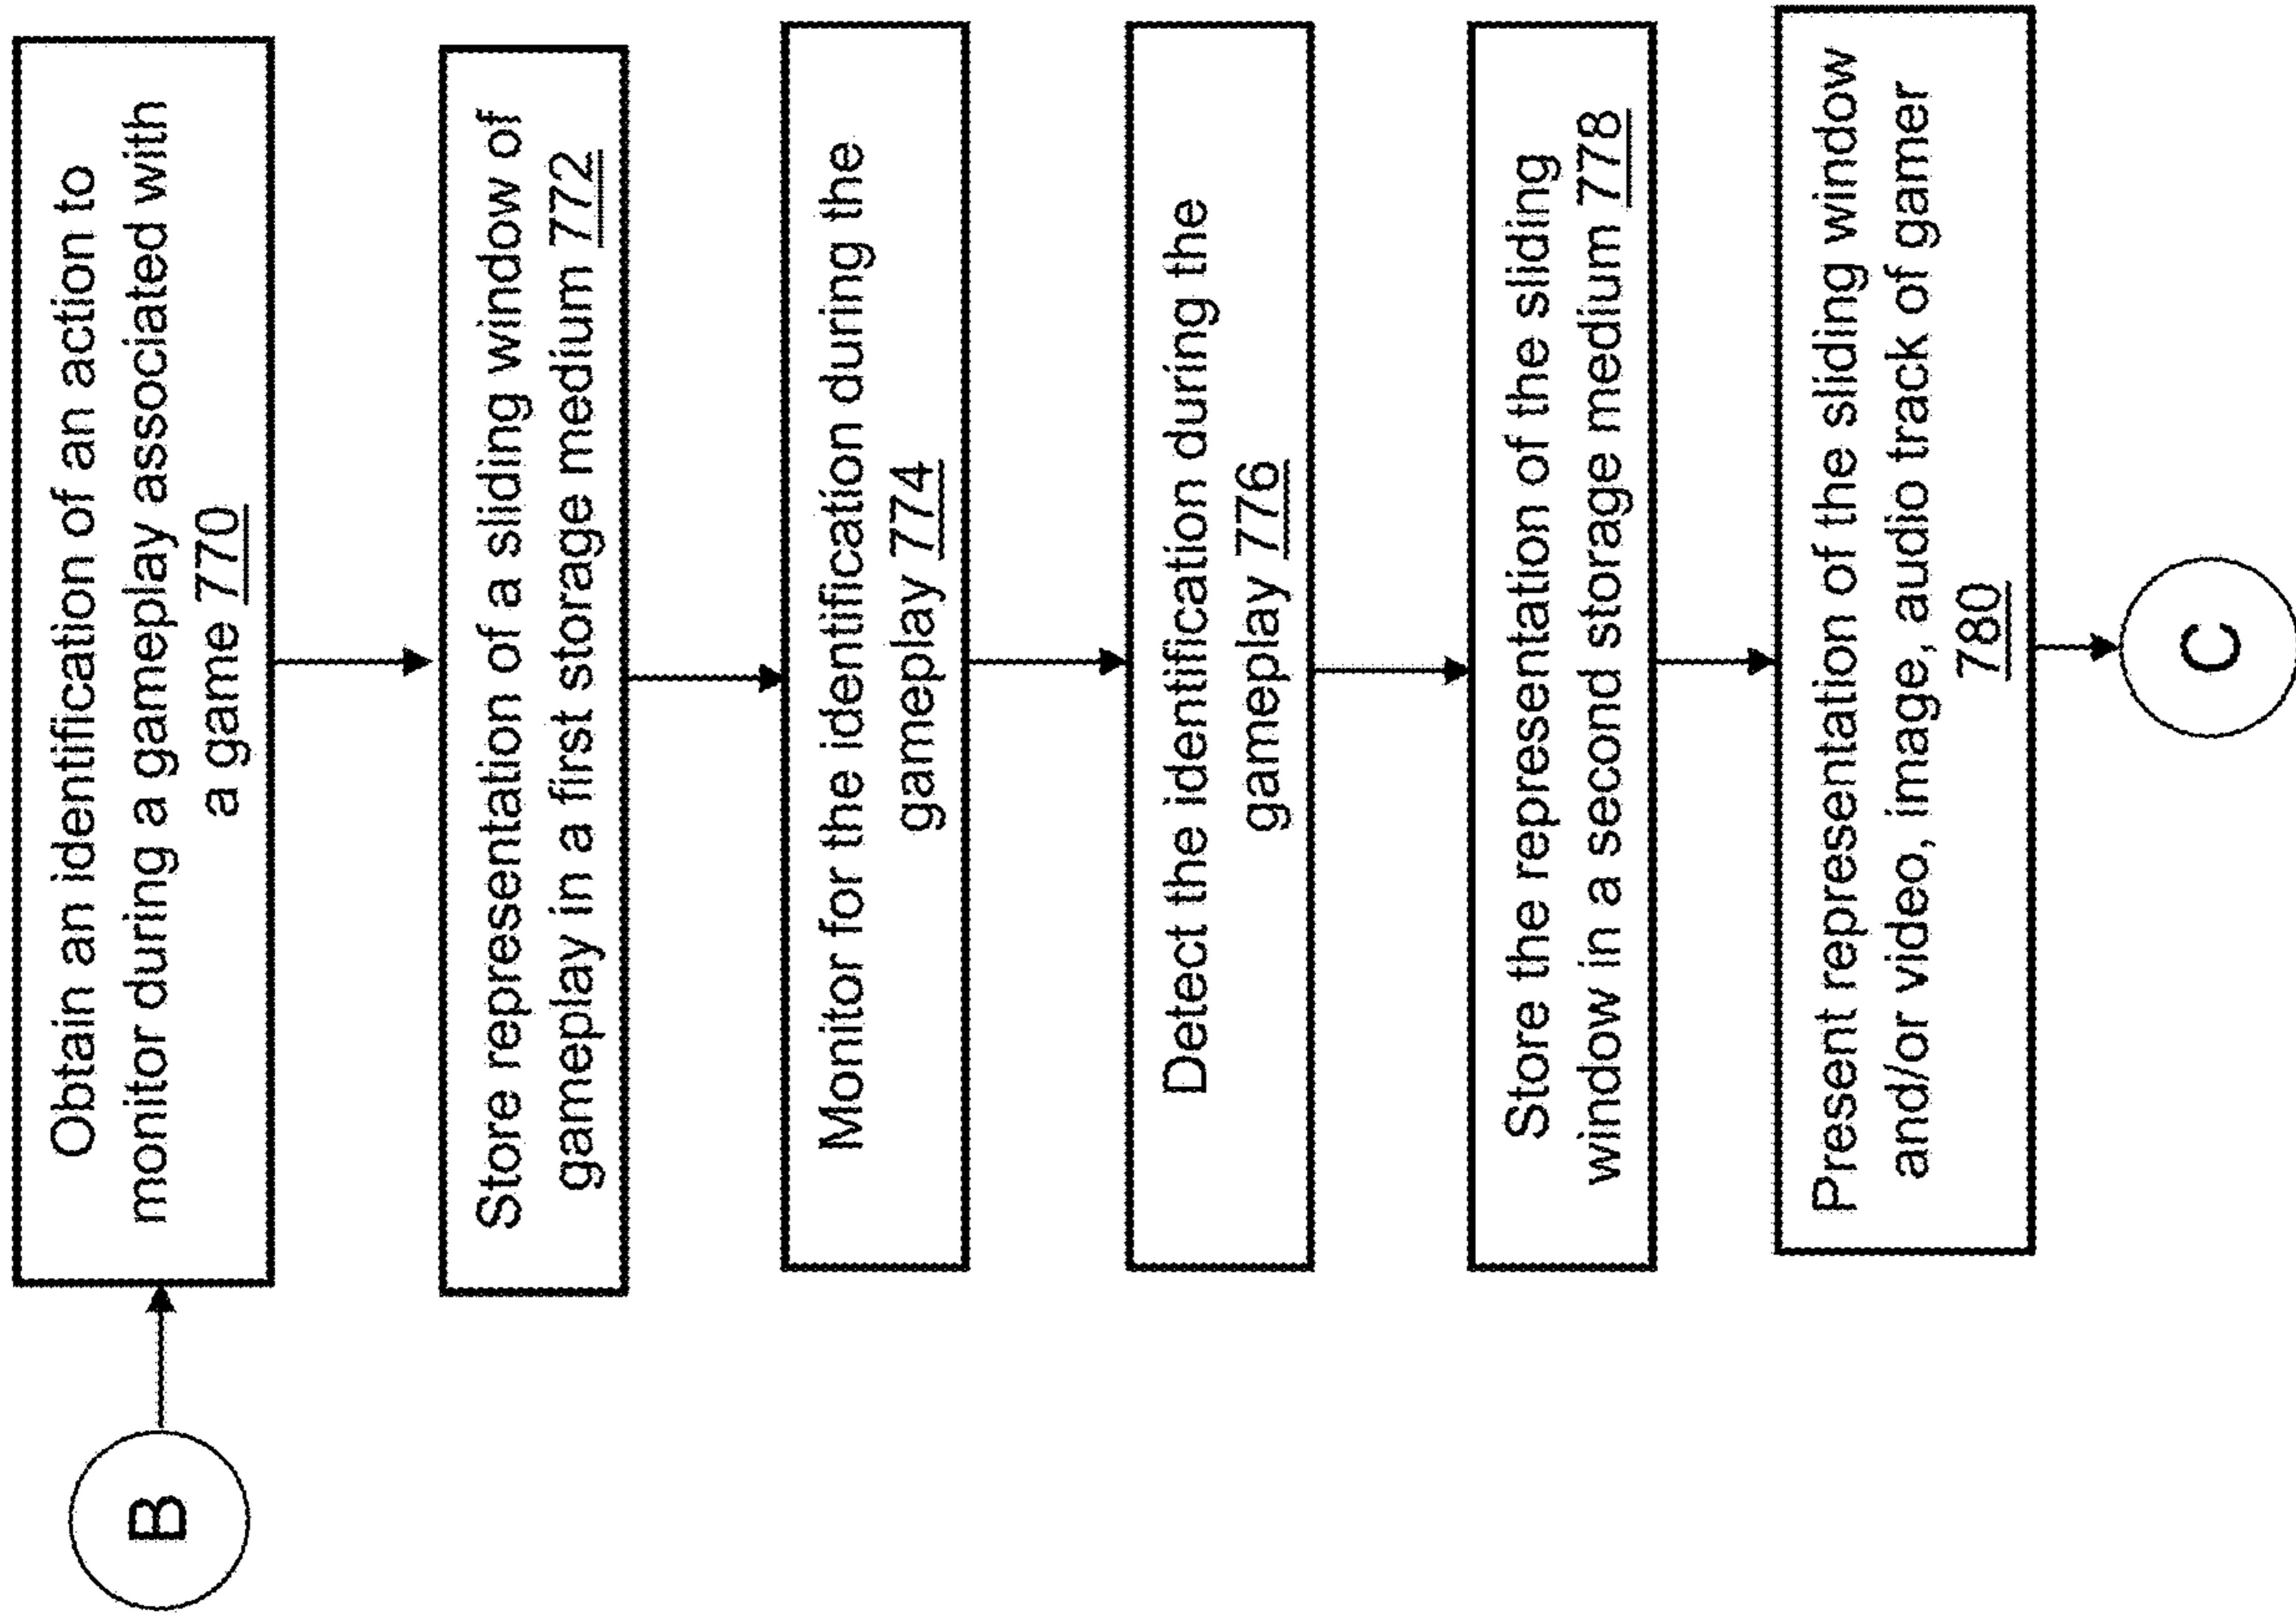 B
Obtain an identification of an action to
monitor during a gameplay associated with
a game 770
Store representation of a sliding window of
gameplay in a first storage medium 772
Monitor for the identification during the
gameplay 774
Detect the identification during the
gameplay 776
Store the representation of the sliding
window in a second storage medium 778
Present representation of the sliding window
and/or video, image, audio track of gamer
780
C